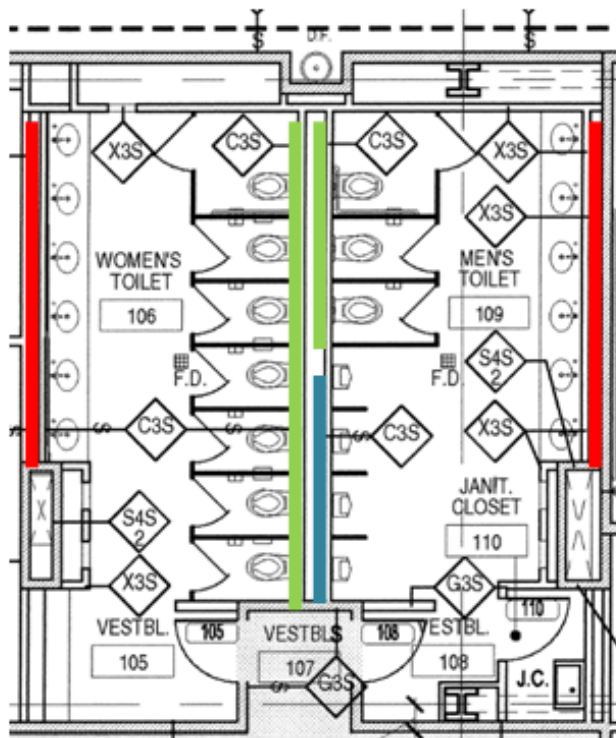 S
S
D.F.
X3S
C3S
C3S
X3S
X3S
WOMEN'S
TOILET
106
MEN'S
TOILET
109
F.D.
F.D.
S4S
2
S
C3S
S
C3S
S
X3S
S4S
2
JANIT.
CLOSET
110
X3S
G3S
VESTBL.
105
105
VESTBLS
107
108
VESTBL.
108
110
S
G3S
J.C.